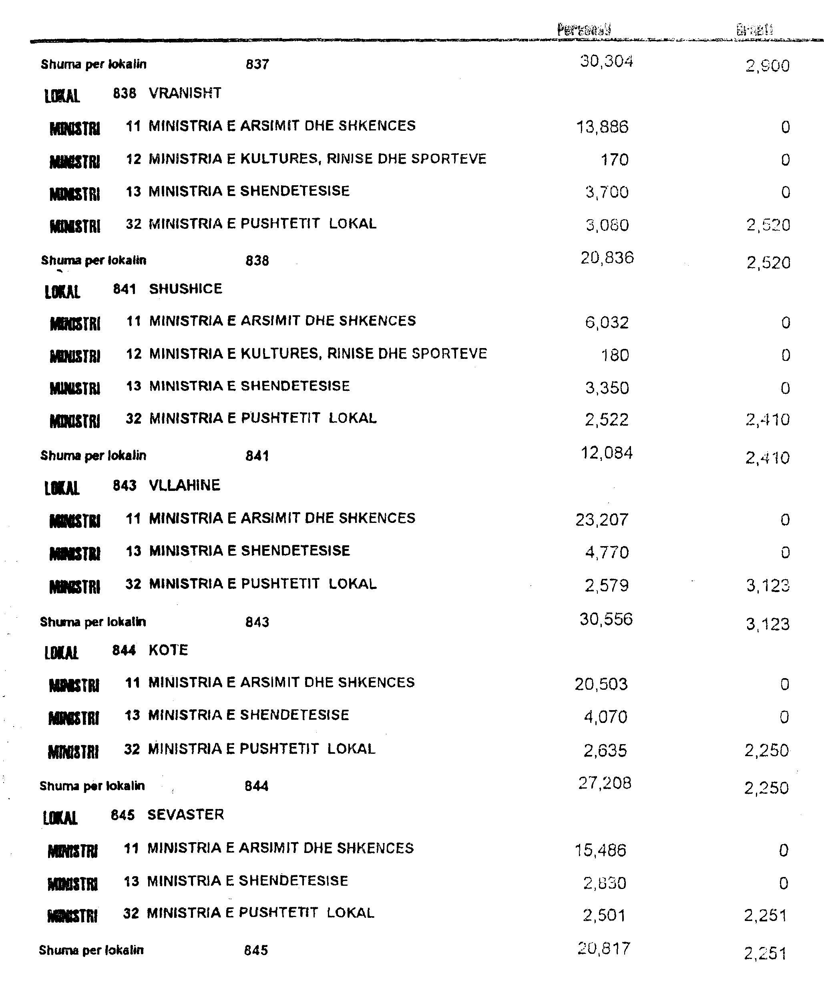 Personeli Granti
Shuma per lokalin 837 30,304 2,900
LOKAL 838 VRANISHT
MINISTRI 11 MINISTRIA E ARSIMIT DHE SHKENCES 13,886 0
MINISTRI 12 MINISTRIA E KULTURES, RINISE DHE SPORTEVE 170 0
MINISTRI 13 MINISTRIA E SHENDETESISE 3,700 0
MINISTRI 32 MINISTRIA E PUSHTETIT LOKAL 3,080 2,520
Shuma per lokalin 838 20,836 2,520
LOKAL 841 SHUSHICE
MINISTRI 11 MINISTRIA E ARSIMIT DHE SHKENCES 6,032 0
MINISTRI 12 MINISTRIA E KULTURES, RINISE DHE SPORTEVE 180 0
MINISTRI 13 MINISTRIA E SHENDETESISE 3,350 0
MINISTRI 32 MINISTRIA E PUSHTETIT LOKAL 2,522 2,410
Shuma per lokalin 841 12,084 2,410
LOKAL 843 VLLAHINE
MINISTRI 11 MINISTRIA E ARSIMIT DHE SHKENCES 23,207 0
MINISTRI 13 MINISTRIA E SHENDETESISE 4,770 0
MINISTRI 32 MINISTRIA E PUSHTETIT LOKAL 2,579 3,123
Shuma per lokalin 843 30,556 3,123
LOKAL 844 KOTE
MINISTRI 11 MINISTRIA E ARSIMIT DHE SHKENCES 20,503 0
MINISTRI 13 MINISTRIA E SHENDETESISE 4,070 0
MINISTRI 32 MINISTRIA E PUSHTETIT LOKAL 2,635 2,250
Shuma per lokalin 844 27,208 2,250
LOKAL 845 SEVASTER
MINISTRI 11 MINISTRIA E ARSIMIT DHE SHKENCES 15,486 0
MINISTRI 13 MINISTRIA E SHENDETESISE 2,830 0
MINISTRI 32 MINISTRIA E PUSHTETIT LOKAL 2,501 2,251
Shuma per lokalin 845 20,817 2,251